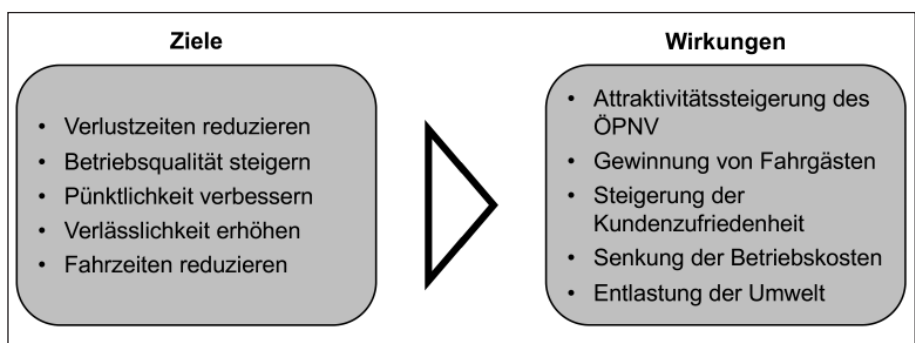 Ziele
• Verlustzeiten reduzieren
• Betriebsqualität steigern
• Pünktlichkeit verbessern
• Verlässlichkeit erhöhen
• Fahrzeiten reduzieren
Wirkungen
• Attraktivitätssteigerung des
ÖPNV
• Gewinnung von Fahrgästen
• Steigerung der
Kundenzufriedenheit
• Senkung der Betriebskosten
• Entlastung der Umwelt